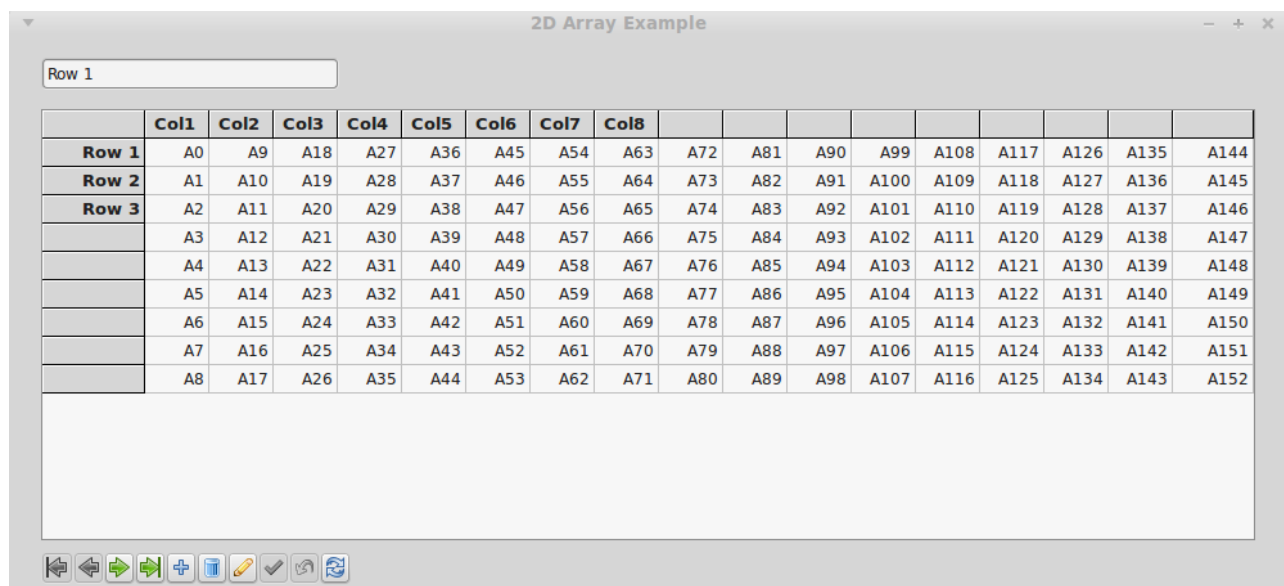 2D Array Example
Row 1
Col1 Col2 Col3 Col4 Col5 Col6 Col7 Col8
Row 1 A0 A9 A18 A27 A36 A45 A54 A63 A72 A81 A90 A99 A108 A117 A126 A135 A144
Row 2 A1 A10 A19 A28 A37 A46 A55 A64 A73 A82 A91 A100 A109 A118 A127 A136 A145
Row 3 A2 A11 A20 A29 A38 A47 A56 A65 A74 A83 A92 A101 A110 A119 A128 A137 A146
A3 A12 A21 A30 A39 A48 A57 A66 A75 A84 A93 A102 A111 A120 A129 A138 A147
A4 A13 A22 A31 A40 A49 A58 A67 A76 A85 A94 A103 A112 A121 A130 A139 A148
A5 A14 A23 A32 A41 A50 A59 A68 A77 A86 A95 A104 A113 A122 A131 A140 A149
A6 A15 A24 A33 A42 A51 A60 A69 A78 A87 A96 A105 A114 A123 A132 A141 A150
A7 A16 A25 A34 A43 A52 A61 A70 A79 A88 A97 A106 A115 A124 A133 A142 A151
A8 A17 A26 A35 A44 A53 A62 A71 A80 A89 A98 A107 A116 A125 A134 A143 A152